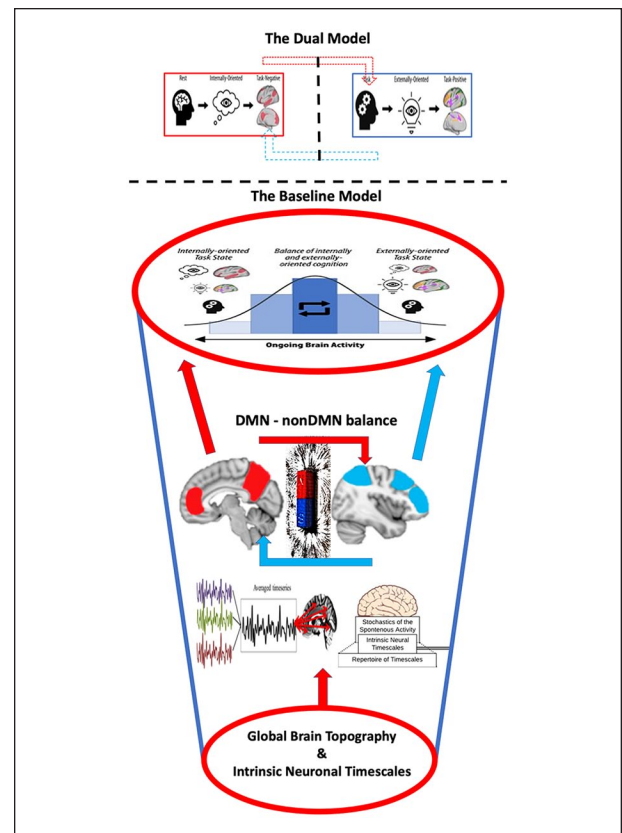 The Dual Model
Rest
Internally-Oriented
Task-Negative
Externally-Oriented
Task-Positive
The Baseline Model
Internally-oriented
Task State
Balance of internally
and externally-
oriented cognition
Externally-oriented
Task State
Ongoing Brain Activity
DMN - nonDMN balance
Averaged timeseries
Stochastics of the
Spontenous Activity
Intrinsic Neural
Timescales
Repertoire of Timescales
Global Brain Topography
&
Intrinsic Neuronal Timescales